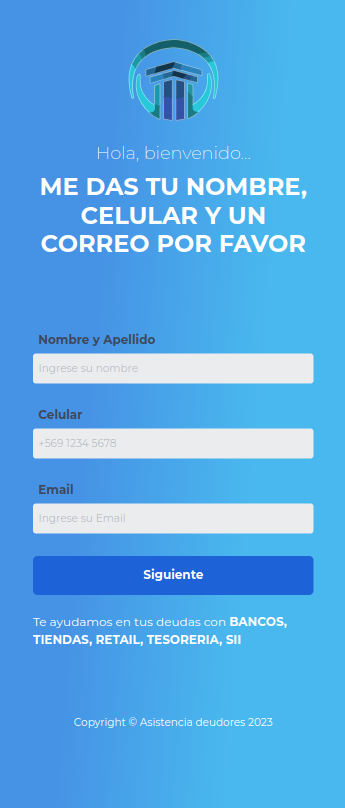 Hola, bienvenido...
ME DAS TU NOMBRE,
CELULAR Y UN
CORREO POR FAVOR
Nombre y Apellido
Ingrese su nombre
Celular
+569 1234 5678
Email
Ingrese su Email
Siguiente
Te ayudamos en tus deudas con BANCOS,
TIENDAS, RETAIL, TESORERIA, SII
Copyright © Asistencia deudores 2023